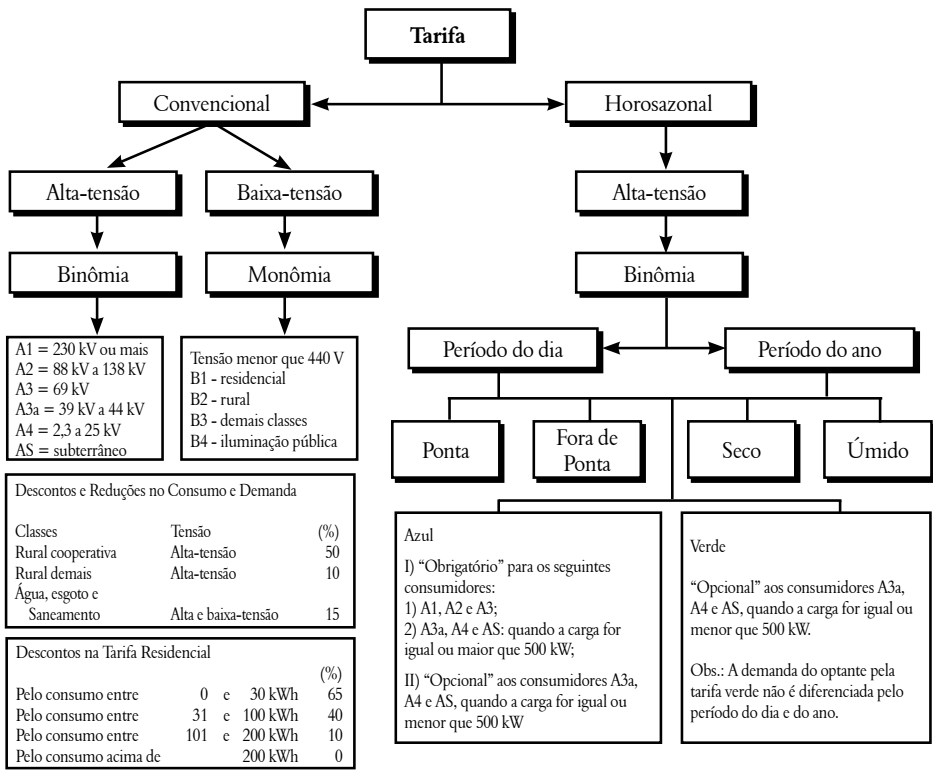 Tarifa
Convencional
Horosazonal
Alta-tensão
Baixa-tensão
Alta-tensão
Binômia
Monômia
Binômia
Período do dia
Período do ano
A1 = 230 kV ou mais
A2 = 88 kV a 138 kV
A3 = 69 kV
A3a = 39 kV a 44 kV
A4 = 2,3 a 25 kV
AS = subterrâneo
Tensão menor que 440 V
B1 - residencial
B2 - rural
B3 - demais classes
B4 - iluminação pública
Ponta
Fora de
Ponta
Seco
Úmido
Descontos e Reduções no Consumo e Demanda
Classes Tensão (%)
Rural cooperativa Alta-tensão 50
Rural demais Alta-tensão 10
Água, esgoto e
Saneamento Alta e baixa-tensão 15
Descontos na Tarifa Residencial
(%)
Pelo consumo entre 0 e 30 kWh 65
Pelo consumo entre 31 e 100 kWh 40
Pelo consumo entre 101 e 200 kWh 10
Pelo consumo acima de 200 kWh 0
Azul
I) “Obrigatório” para os seguintes
consumidores:
1) A1, A2 e A3;
2) A3a, A4 e AS: quando a carga for
igual ou maior que 500 kW;
II) “Opcional” aos consumidores A3a,
A4 e AS, quando a carga for igual ou
menor que 500 kW
Verde
“Opcional” aos consumidores A3a,
A4 e AS, quando a carga for igual ou
menor que 500 kW.
Obs.: A demanda do optante pela
tarifa verde não é diferenciada pelo
período do dia e do ano.